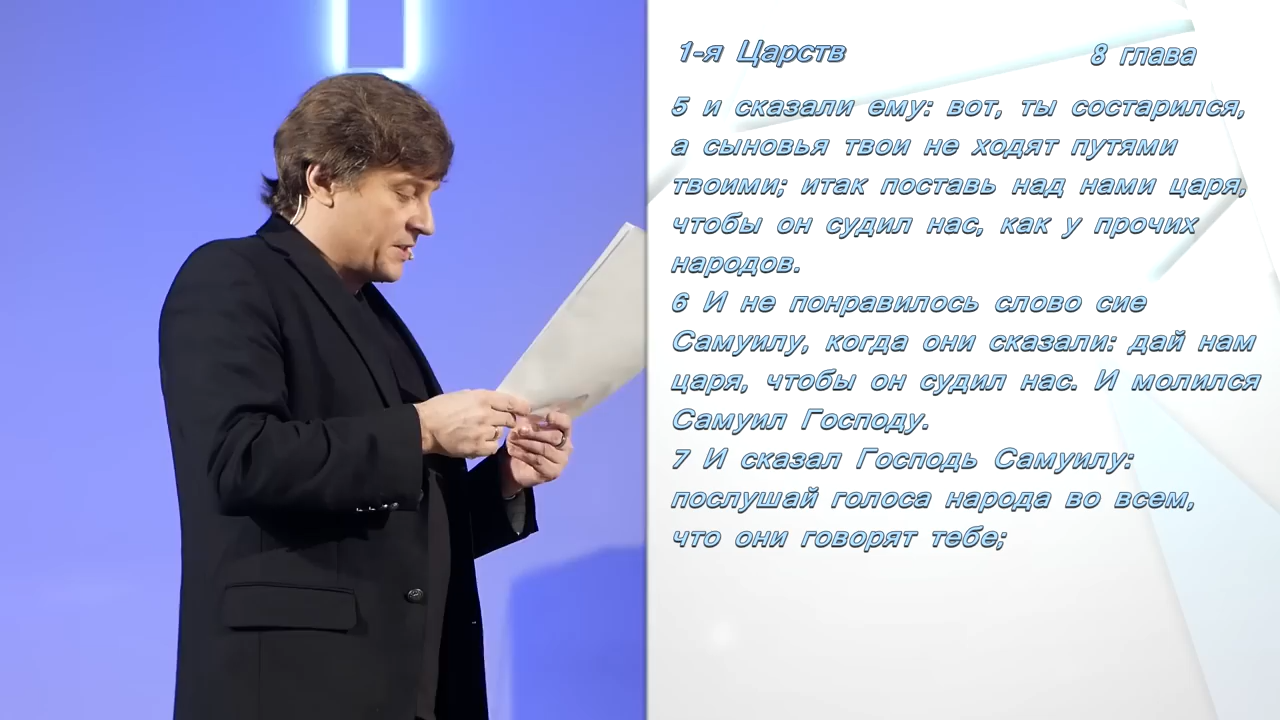 1-я Царств 8 глава
5 и сказали ему: вот, ты состарился,
а сыновья твои не ходят путями
твоими; итак поставь над нами царя,
чтобы он судил нас, как у прочих
народов.
6 И не понравилось слово сие
Самуилу, когда они сказали: дай нам
царя, чтобы он судил нас. И молился
Самуил Господу.
7 И сказал Господь Самуилу:
послушай голоса народа во всем,
что они говорят тебе;